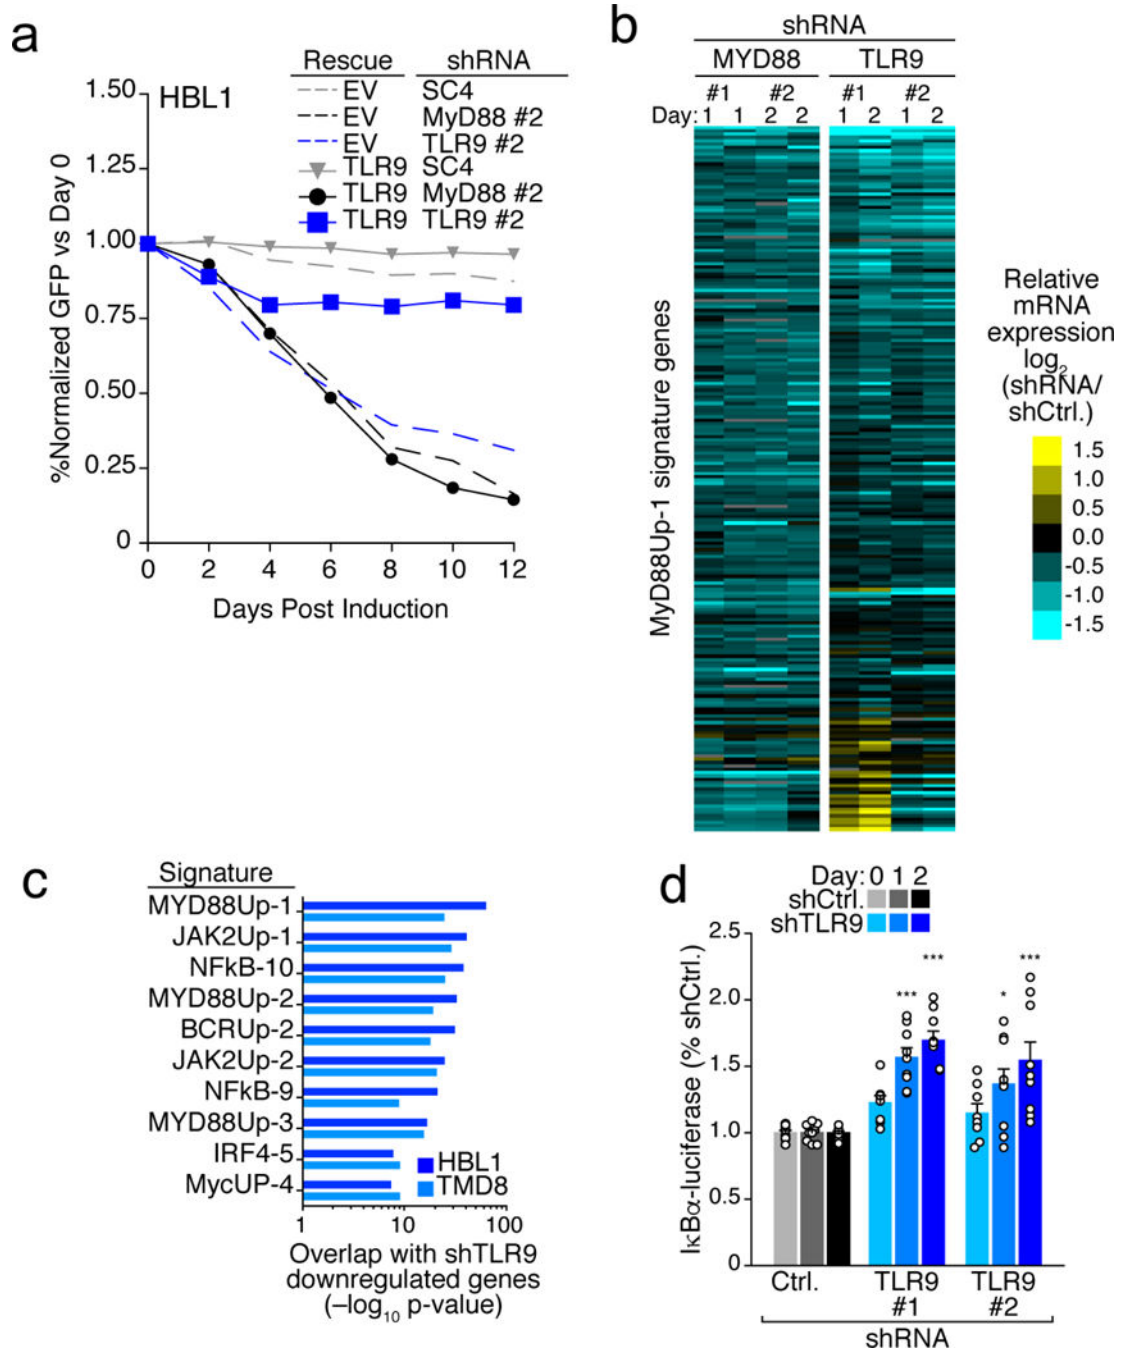 a
Rescue shRNA
HBL1
EV SC4
EV MyD88 #2
EV TLR9 #2
TLR9 SC4
TLR9 MyD88 #2
TLR9 TLR9 #2
%Normalized GFP vs Day 0
1.50
1.25
1.00
0.75
0.50
0.25
0
0 2 4 6 8 10 12
Days Post Induction
b
shRNA
MYD88 TLR9
#1 #2 #1 #2
Day: 1 1 2 2 1 2 1 2
MyD88Up-1 signature genes
Relative
mRNA
expression
log2
(shRNA/
shCtrl.)
1.5
1.0
0.5
0.0
-0.5
-1.0
-1.5
c
Signature
MYD88Up-1
JAK2Up-1
NFkB-10
MYD88Up-2
BCRUp-2
JAK2Up-2
NFkB-9
MYD88Up-3
IRF4-5
MycUP-4
HBL1
TMD8
1 10 100
Overlap with shTLR9
downregulated genes
(–log10 p-value)
d
Day: 0 1 2
shCtrl.
shTLR9
IκBα-luciferase (% shCtrl.)
2.5
2.0
1.5
1.0
0.5
0
*** *** * ***
Ctrl. TLR9 TLR9
#1 #2
shRNA